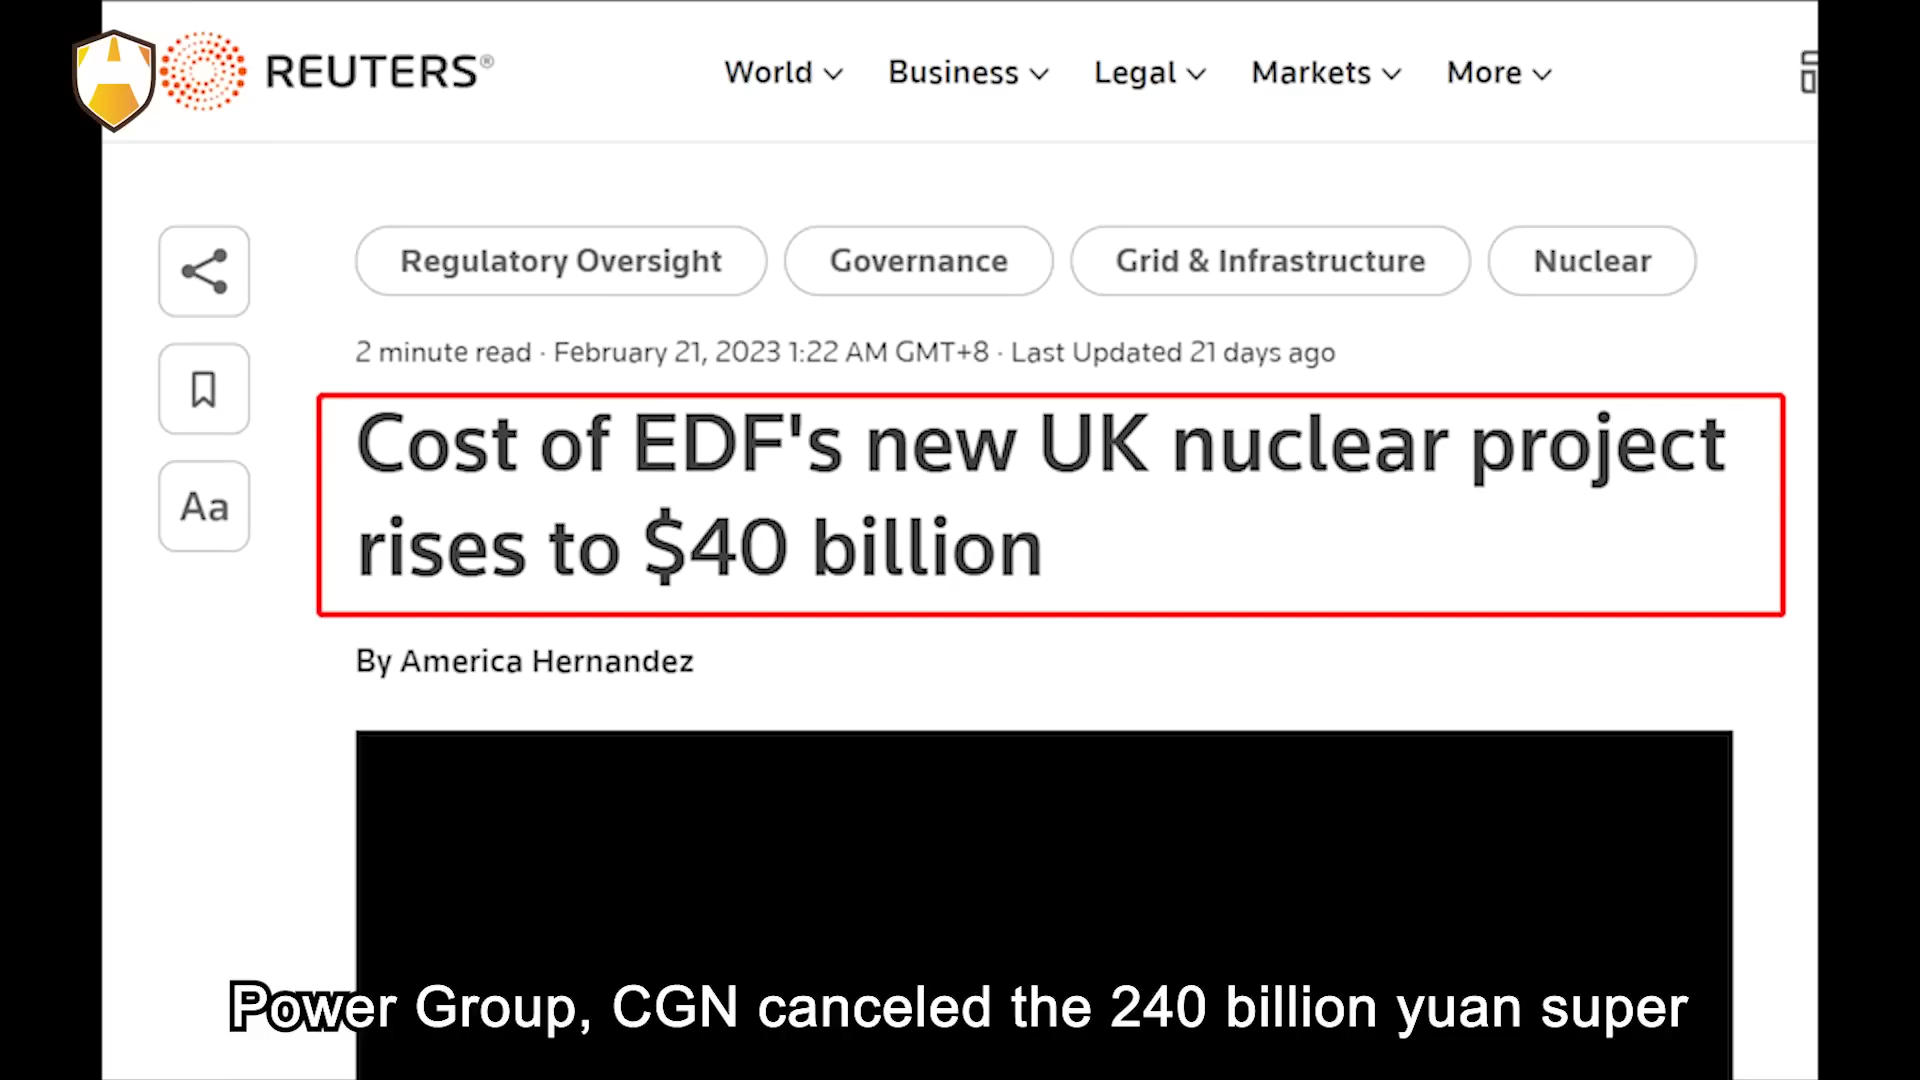 REUTERS®
World Business Legal Markets More
Regulatory Oversight Governance Grid & Infrastructure Nuclear
2 minute read · February 21, 2023 1:22 AM GMT+8 · Last Updated 21 days ago
Aa
Cost of EDF's new UK nuclear project
rises to $40 billion
By America Hernandez
Power Group, CGN canceled the 240 billion yuan super